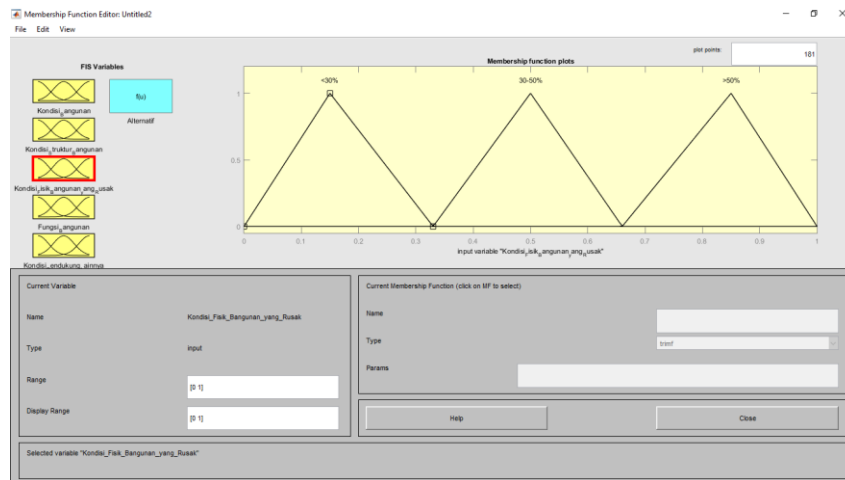 Membership Function Editor: Untitled2
File Edit View
FIS Variables
Kondisi_Bangunan
f(u)
Alternatif
Kondisi_Struktur_Bangunan
Kondisi_Fisik_Bangunan_yang_Rusak
Fungsi_Bangunan
Kondisi_endukung_ainnya
plot points:
181
Membership function plots
<30%
30-50%
>50%
1
0.5
0
0 0.1 0.2 0.3 0.4 0.5 0.6 0.7 0.8 0.9 1
input variable "Kondisi_Fisik_Bangunan_yang_Rusak"
Current Variable
Name Kondisi_Fisik_Bangunan_yang_Rusak
Type input
Range [0 1]
Display Range [0 1]
Current Membership Function (click on MF to select)
Name
Type trimf
Params
Help Close
Selected variable "Kondisi_Fisik_Bangunan_yang_Rusak"